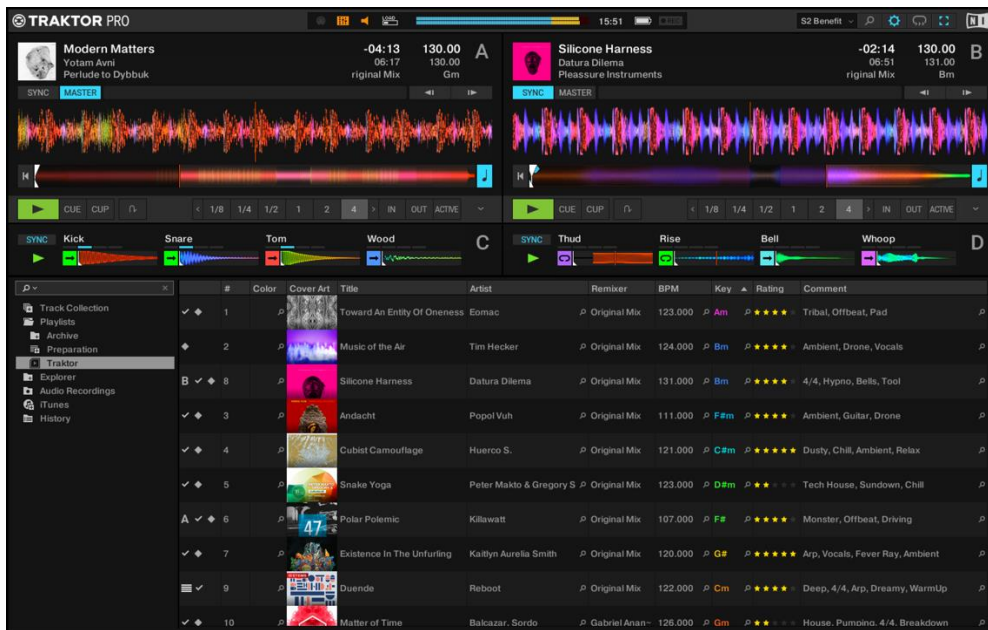 TRAKTOR PRO
LOAD
15:51
S2 Benefit
NI
Modern Matters -04:13 130.00 A
Yotam Avni 06:17 130.00
Perlude to Dybbuk riginal Mix Gm
SYNC MASTER
Silicone Harness -02:14 130.00 B
Datura Dilema 06:51 131.00
Pleassure Instruments riginal Mix Bm
SYNC MASTER
CUE CUP < 1/8 1/4 1/2 1 2 4 > IN OUT ACTIVE
CUE CUP < 1/8 1/4 1/2 1 2 4 > IN OUT ACTIVE
SYNC Kick Snare Tom Wood C
SYNC Thud Rise Bell Whoop D
# Color Cover Art Title Artist Remixer BPM Key Rating Comment
Track Collection
Playlists
Archive
Preparation
Traktor
Explorer
Audio Recordings
iTunes
History
1 Toward An Entity Of Oneness Eomac Original Mix 123.000 Am Tribal, Offbeat, Pad
2 Music of the Air Tim Hecker Original Mix 124.000 Bm Ambient, Drone, Vocals
B 8 Silicone Harness Datura Dilema Original Mix 131.000 Bm 4/4, Hypno, Bells, Tool
3 Andacht Popol Vuh Original Mix 111.000 F#m Ambient, Guitar, Drone
4 Cubist Camouflage Huerco S. Original Mix 121.000 C#m Dusty, Chill, Ambient, Relax
5 Snake Yoga Peter Makto & Gregory S Original Mix 123.000 D#m Tech House, Sundown, Chill
A 6 47 Polar Polemic Killawatt Original Mix 107.000 F# Monster, Offbeat, Driving
7 Existence In The Unfurling Kaitlyn Aurelia Smith Original Mix 120.000 G# Arp, Vocals, Fever Ray, Ambient
9 Duende Reboot Original Mix 122.000 Cm Deep, 4/4, Arp, Dreamy, WarmUp
10 Matter of Time Balcazar, Sordo Gabriel Anan- 126.000 Gm House, Pumping, 4/4, Breakdown